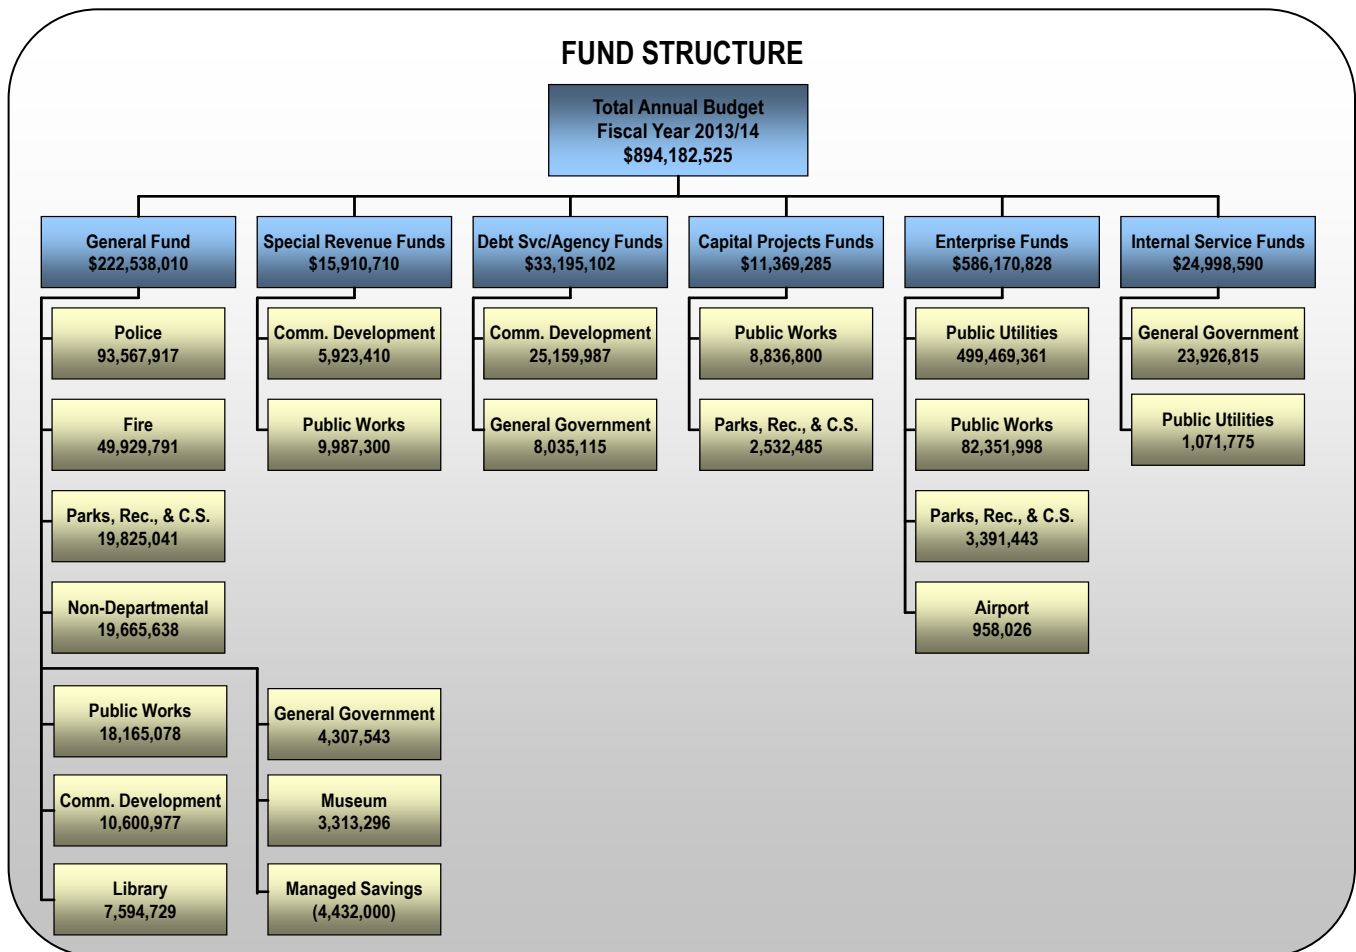 FUND STRUCTURE
Total Annual Budget
Fiscal Year 2013/14
$894,182,525
General Fund
$222,538,010
Special Revenue Funds
$15,910,710
Debt Svc/Agency Funds
$33,195,102
Capital Projects Funds
$11,369,285
Enterprise Funds
$586,170,828
Internal Service Funds
$24,998,590
Police
93,567,917
Comm. Development
5,923,410
Comm. Development
25,159,987
Public Works
8,836,800
Public Utilities
499,469,361
General Government
23,926,815
Fire
49,929,791
Public Works
9,987,300
General Government
8,035,115
Parks, Rec., & C.S.
2,532,485
Public Works
82,351,998
Public Utilities
1,071,775
Parks, Rec., & C.S.
19,825,041
Parks, Rec., & C.S.
3,391,443
Non-Departmental
19,665,638
Airport
958,026
Public Works
18,165,078
General Government
4,307,543
Comm. Development
10,600,977
Museum
3,313,296
Library
7,594,729
Managed Savings
(4,432,000)